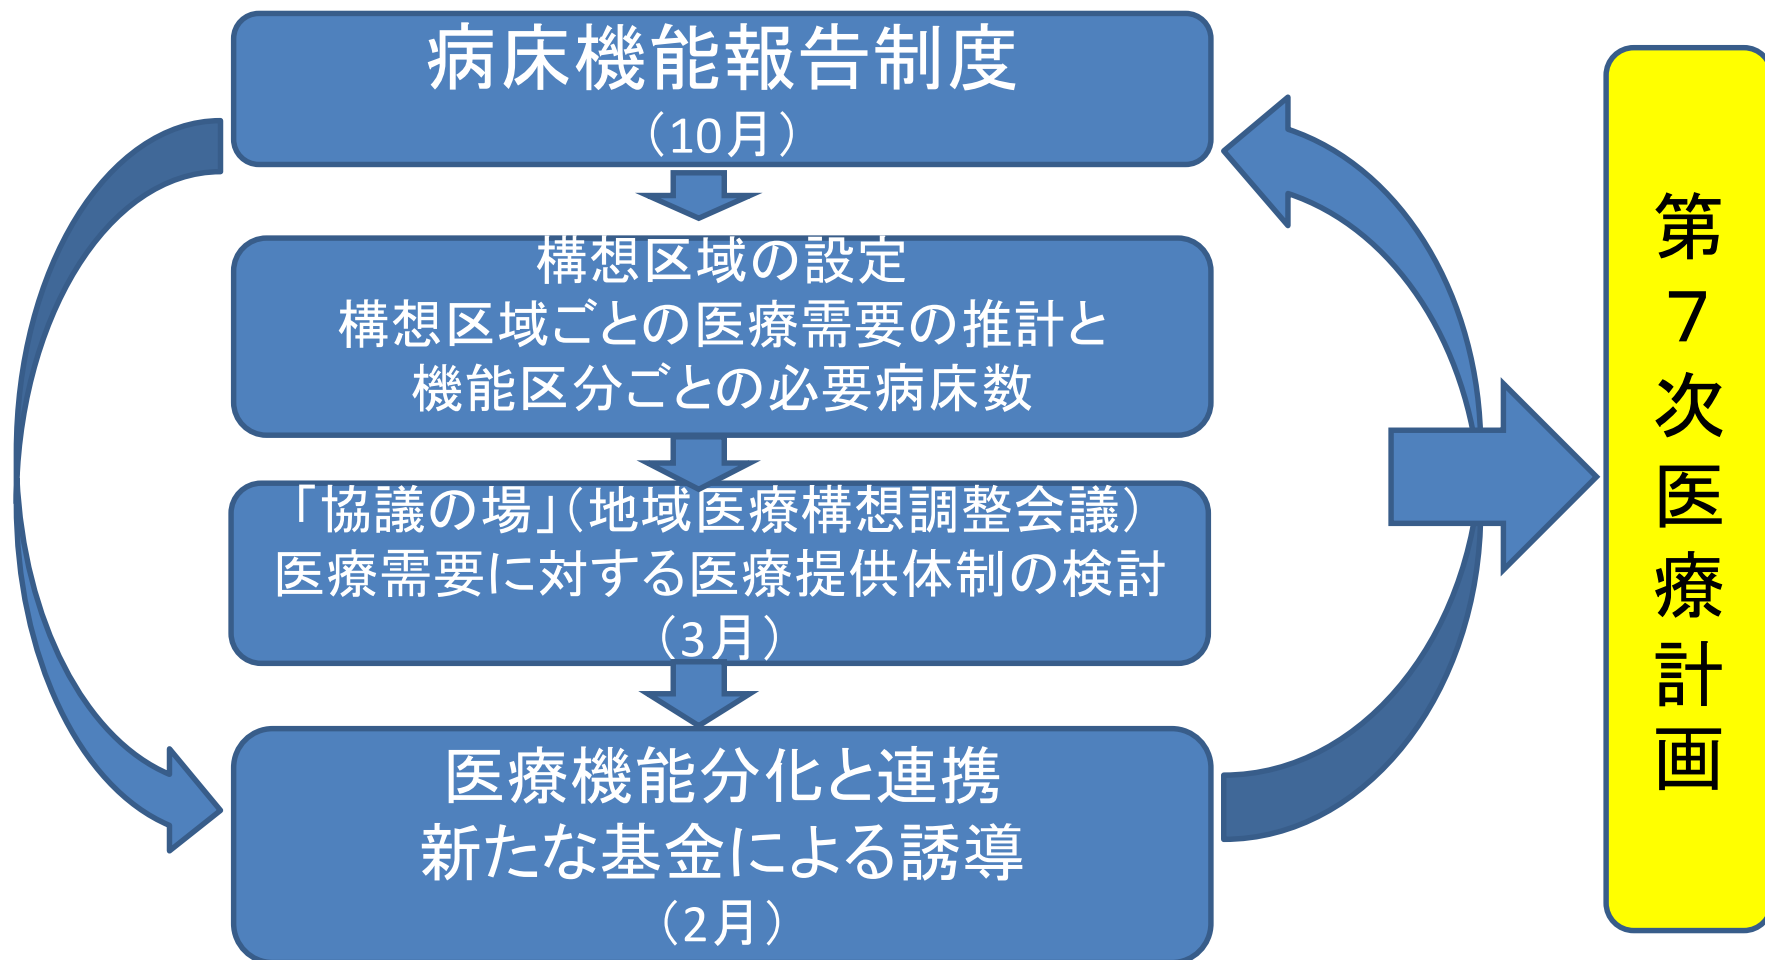 病床機能報告制度
（10月）
構想区域の設定
構想区域ごとの医療需要の推計と
機能区分ごとの必要病床数
「協議の場」（地域医療構想調整会議）
医療需要に対する医療提供体制の検討
（3月）
医療機能分化と連携
新たな基金による誘導
（2月）
第７次医療計画